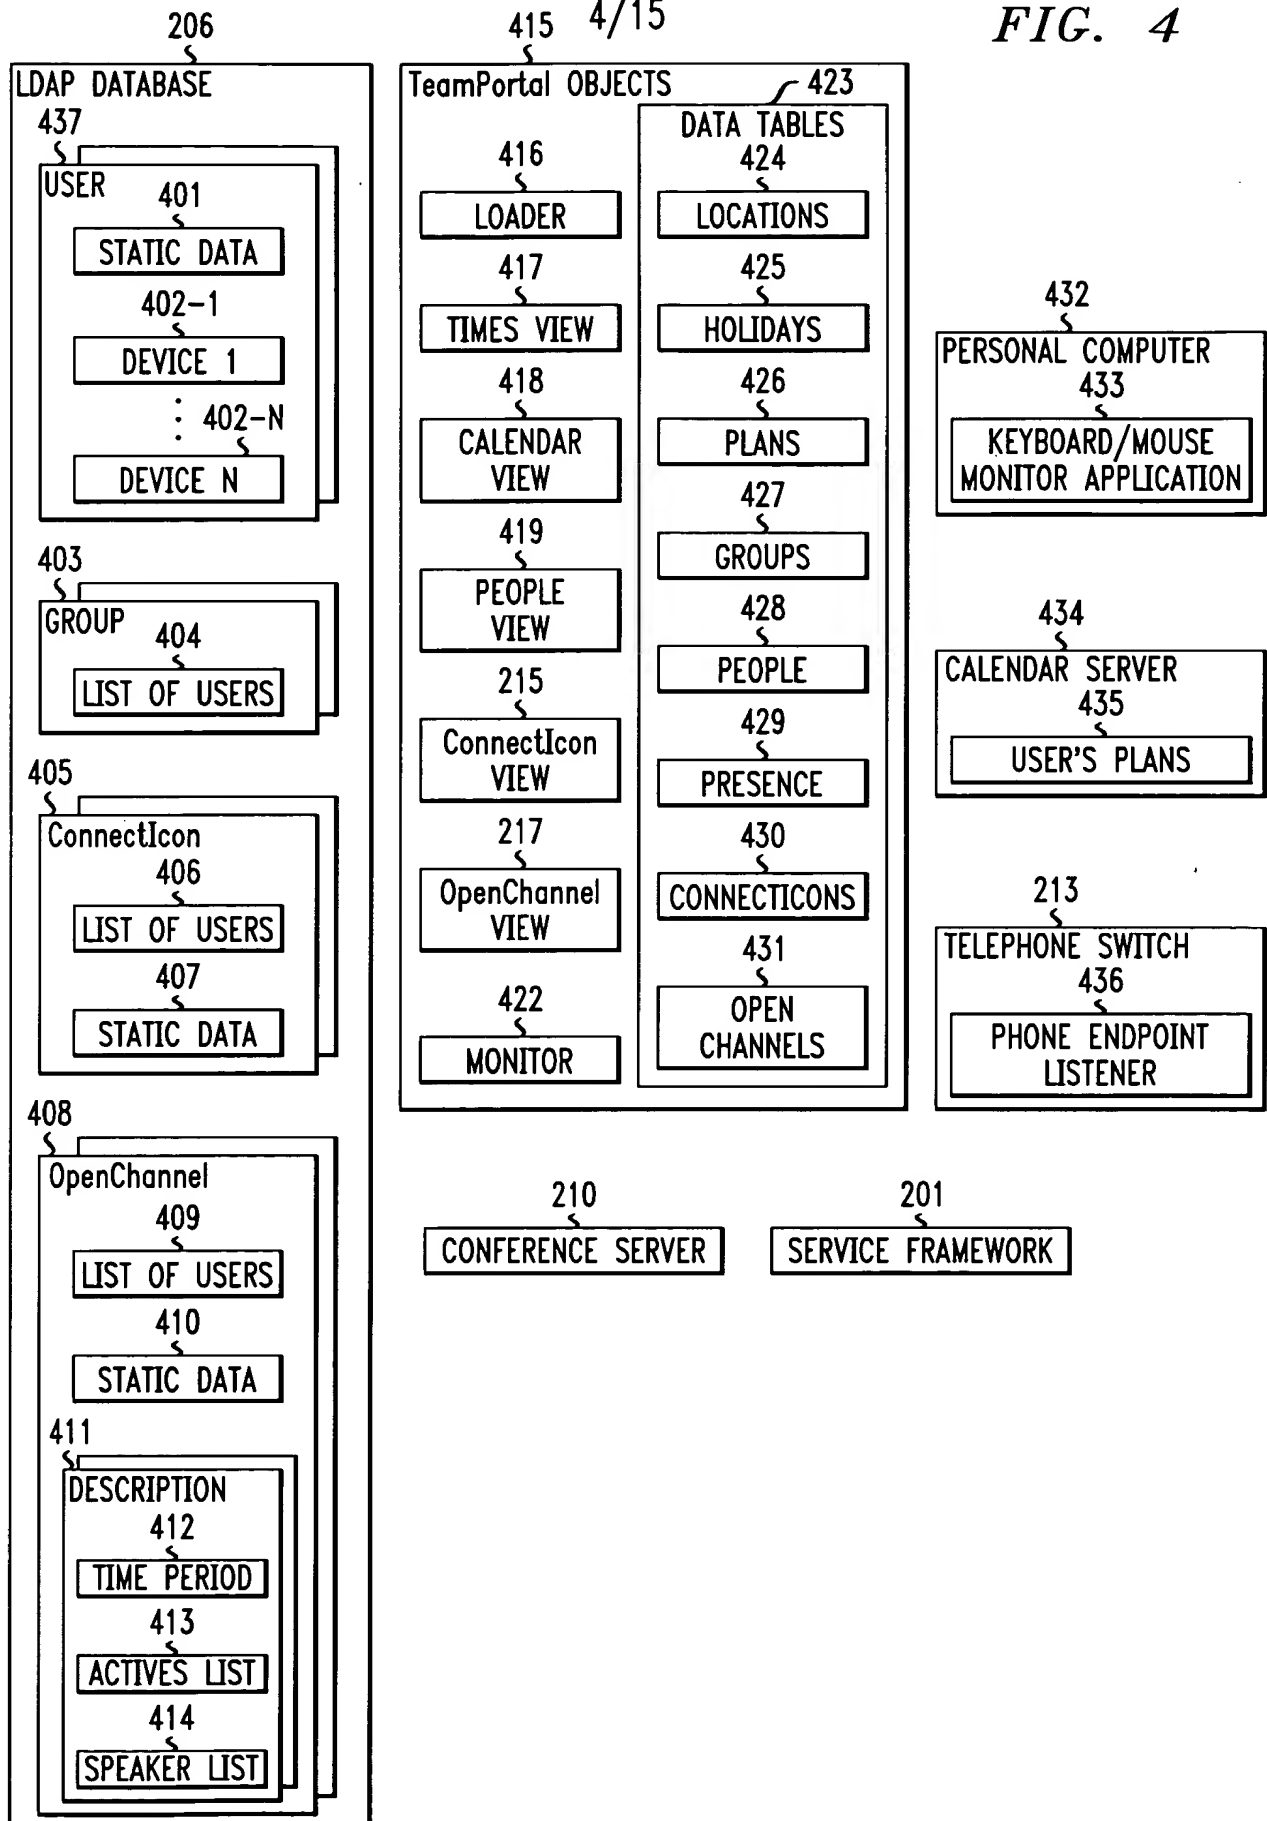 4/15
FIG. 4
206
LDAP DATABASE
437
USER
401
STATIC DATA
402-1
DEVICE 1
402-N
DEVICE N
403
GROUP
404
LIST OF USERS
405
ConnectIcon
406
LIST OF USERS
407
STATIC DATA
408
OpenChannel
409
LIST OF USERS
410
STATIC DATA
411
DESCRIPTION
412
TIME PERIOD
413
ACTIVES LIST
414
SPEAKER LIST
415
TeamPortal OBJECTS
416
LOADER
417
TIMES VIEW
418
CALENDAR
VIEW
419
PEOPLE
VIEW
215
ConnectIcon
VIEW
217
OpenChannel
VIEW
422
MONITOR
423
DATA TABLES
424
LOCATIONS
425
HOLIDAYS
426
PLANS
427
GROUPS
428
PEOPLE
429
PRESENCE
430
CONNECTICONS
431
OPEN
CHANNELS
432
PERSONAL COMPUTER
433
KEYBOARD/MOUSE
MONITOR APPLICATION
434
CALENDAR SERVER
435
USER'S PLANS
213
TELEPHONE SWITCH
436
PHONE ENDPOINT
LISTENER
210
CONFERENCE SERVER
201
SERVICE FRAMEWORK